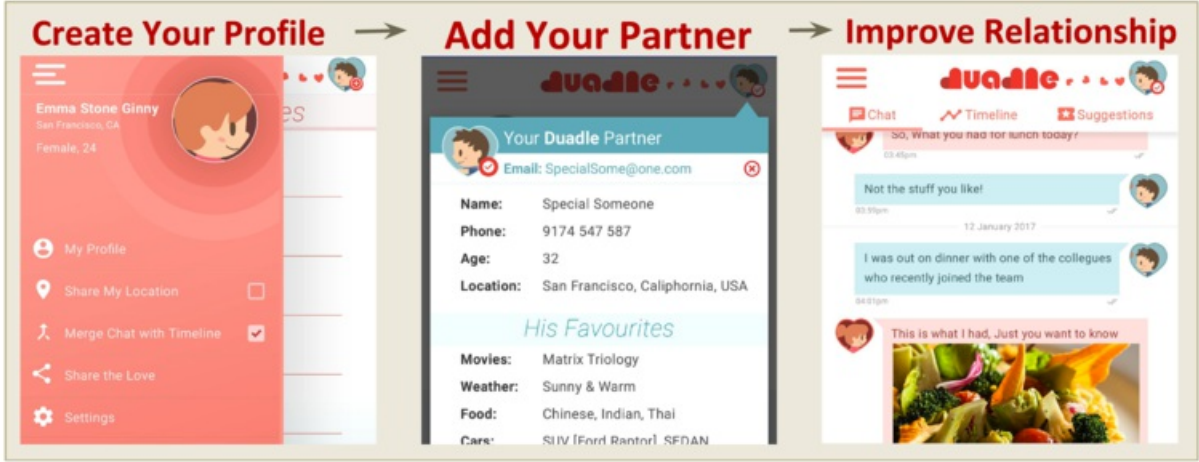 Create Your Profile
Add Your Partner
Improve Relationship
Emma Stone Ginny
San Francisco, CA
Female, 24
es
My Profile
Share My Location
Merge Chat with Timeline
Share the Love
Settings
duadle
Your Duadle Partner
Email: SpecialSome@one.com
Name: Special Someone
Phone: 9174 547 587
Age: 32
Location: San Francisco, Caliphornia, USA
His Favourites
Movies: Matrix Triology
Weather: Sunny & Warm
Food: Chinese, Indian, Thai
Cars: SUV [Ford Raptor], SEDAN
duadle
Chat
Timeline
Suggestions
So, What you had for lunch today?
03:45pm
Not the stuff you like!
03:59pm
12 January 2017
I was out on dinner with one of the collegues
who recently joined the team
04:01pm
This is what I had, Just you want to know